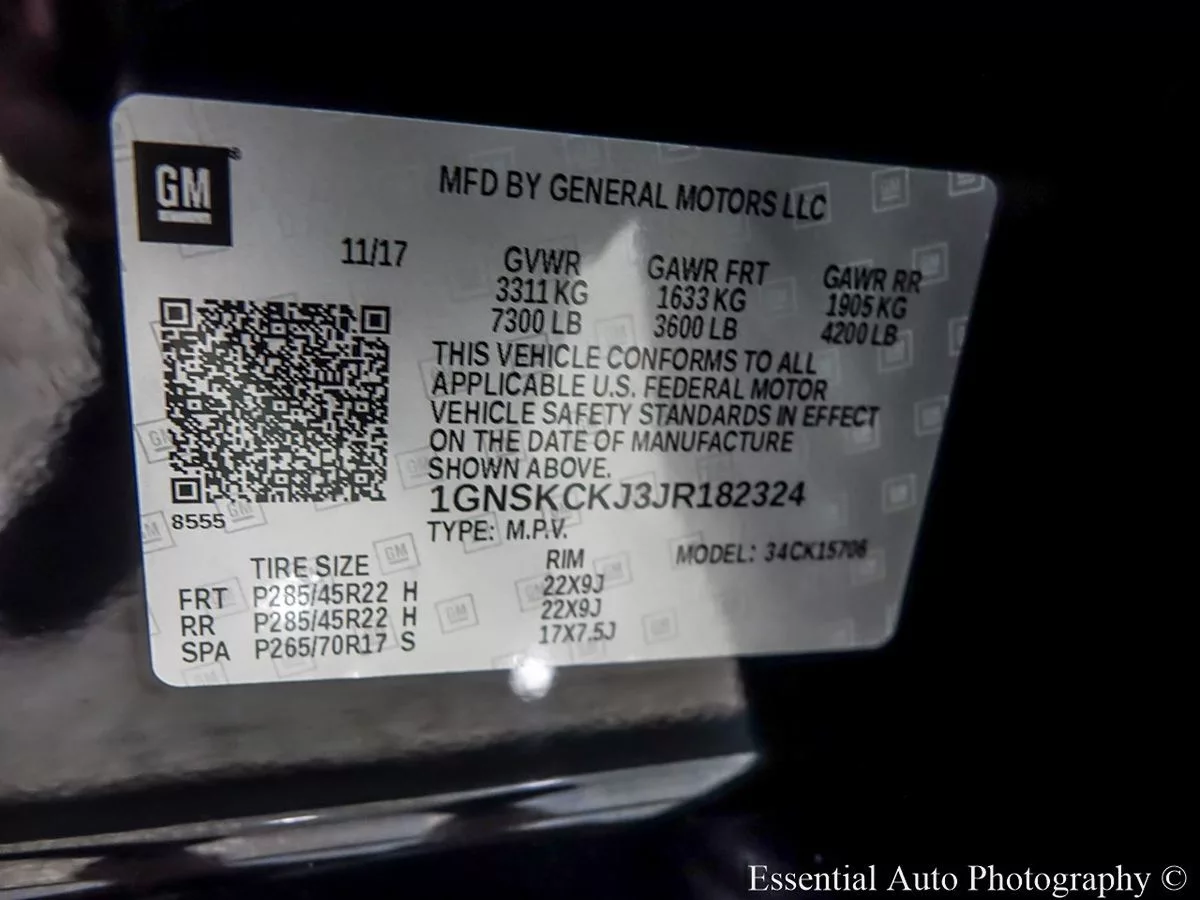 GM
MFD BY GENERAL MOTORS LLC
11/17 GVWR GAWR FRT GAWR RR
3311 KG 1633 KG 1905 KG
7300 LB 3600 LB 4200 LB
THIS VEHICLE CONFORMS TO ALL
APPLICABLE U.S. FEDERAL MOTOR
VEHICLE SAFETY STANDARDS IN EFFECT
ON THE DATE OF MANUFACTURE
SHOWN ABOVE.
8555 1GNSKCKJ3JR182324
TYPE: M.P.V.
TIRE SIZE RIM MODEL: 34CK15706
FRT P285/45R22 H 22X9J
RR P285/45R22 H 22X9J
SPA P265/70R17 S 17X7.5J
Essential Auto Photography ©